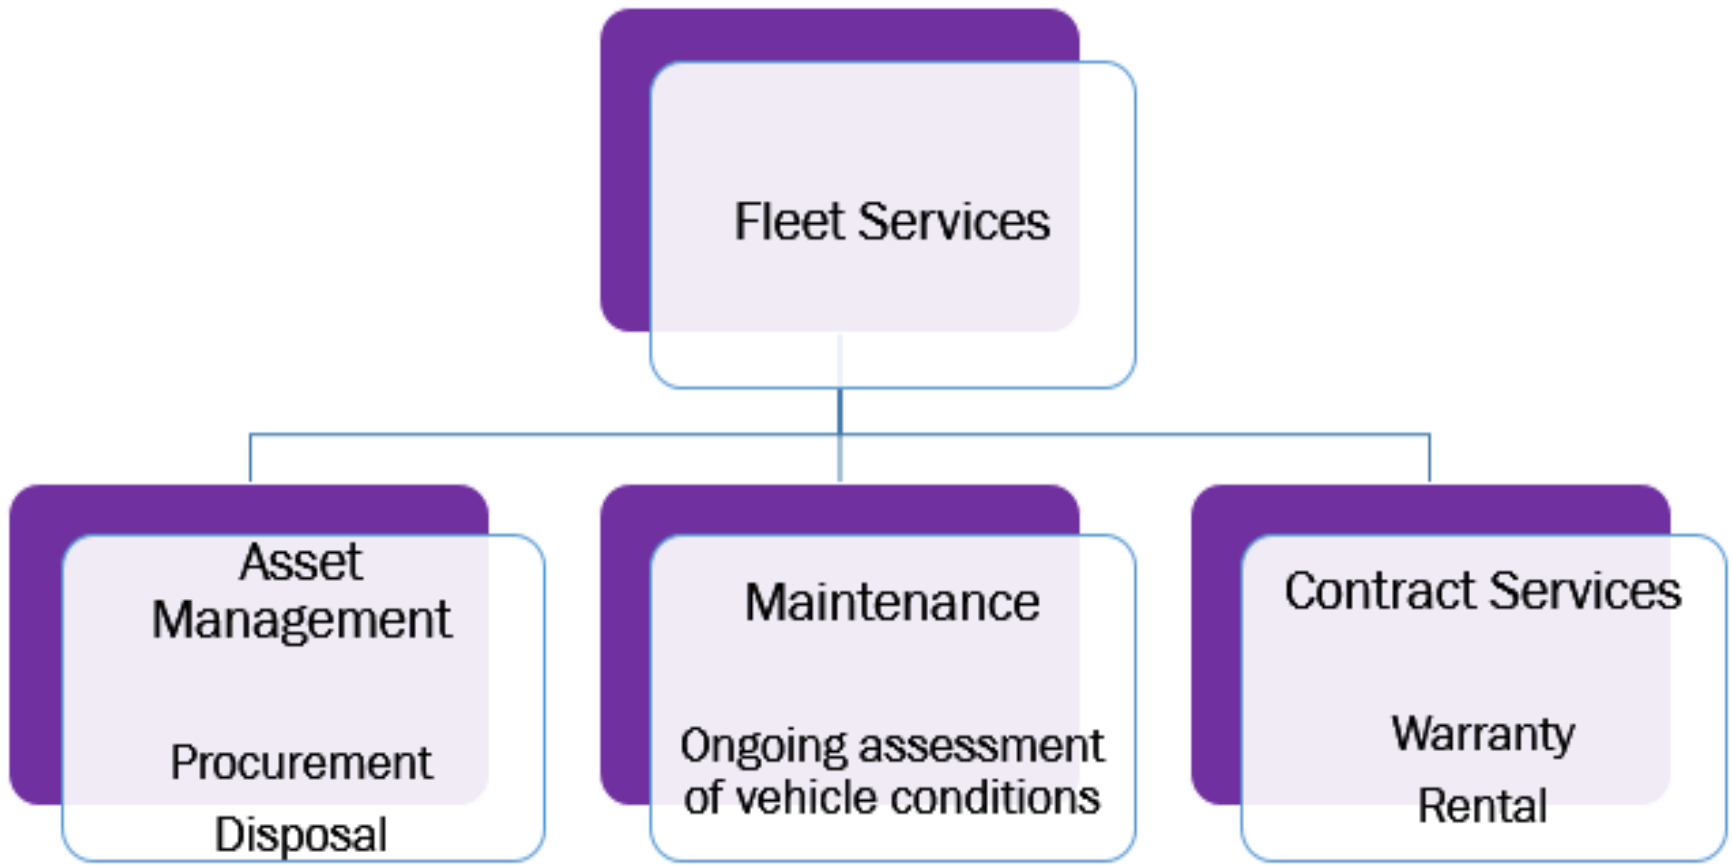 Fleet Services
Asset
Management
Procurement
Disposal
Maintenance
Ongoing assessment
of vehicle conditions
Contract Services
Warranty
Rental